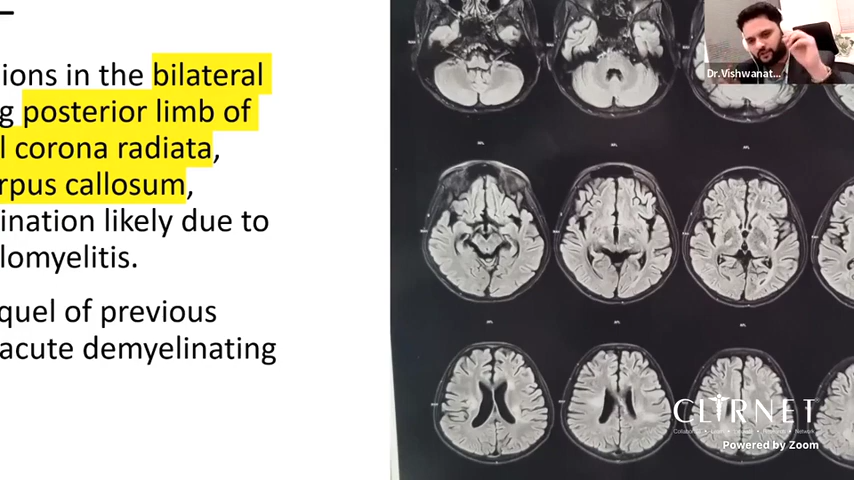 ions in the bilateral
g posterior limb of
l corona radiata,
rpus callosum,
ination likely due to
lomyelitis.
quel of previous
acute demyelinating
Dr.Vishwanat...
CLIRNET
Powered by Zoom